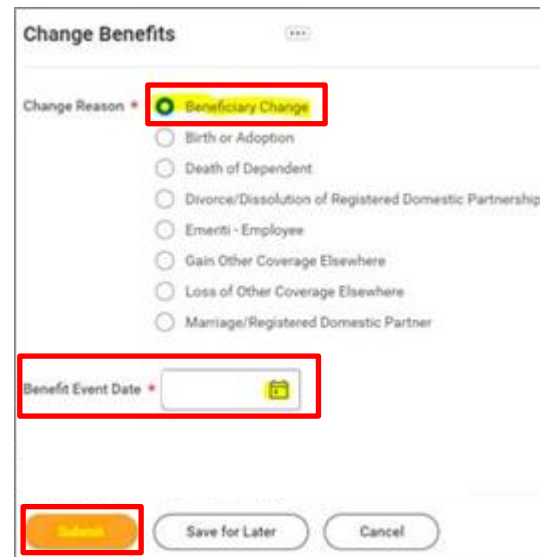 Change Benefits
Change Reason * Beneficiary Change
Birth or Adoption
Death of Dependent
Divorce/Dissolution of Registered Domestic Partnership
Emeriti - Employee
Gain Other Coverage Elsewhere
Loss of Other Coverage Elsewhere
Marriage/Registered Domestic Partner
Benefit Event Date *
Submit Save for Later Cancel